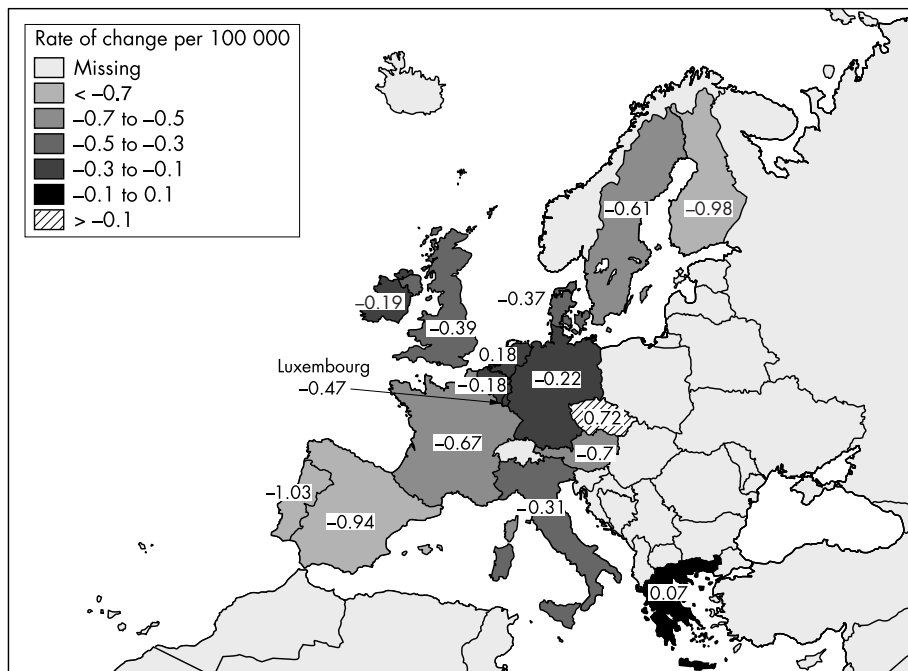 Rate of change per 100 000
Missing
< –0.7
–0.7 to –0.5
–0.5 to –0.3
–0.3 to –0.1
–0.1 to 0.1
> –0.1
–0.61
–0.98
–0.19
–0.37
–0.39
0.18
Luxembourg
–0.47
–0.18
–0.22
0.72
–0.67
–0.7
–1.03
–0.94
–0.31
0.07